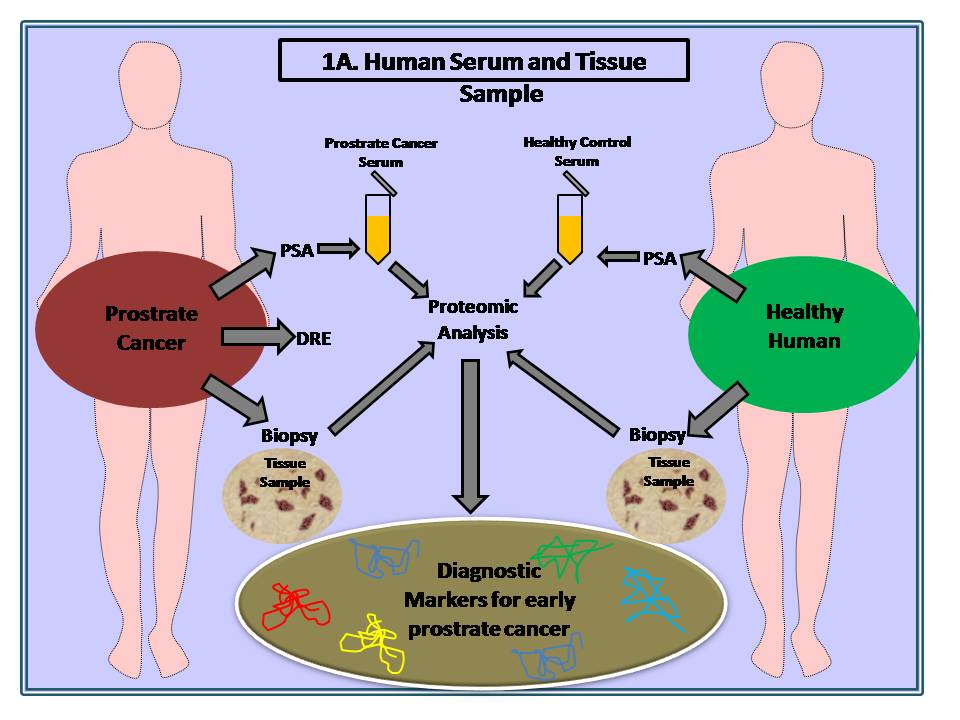 1A. Human Serum and Tissue
Sample
Prostrate Cancer
Serum
Healthy Control
Serum
PSA
PSA
Proteomic
Analysis
Prostrate
Cancer
DRE
Healthy
Human
Biopsy
Tissue
Sample
Biopsy
Tissue
Sample
Diagnostic
Markers for early
prostrate cancer